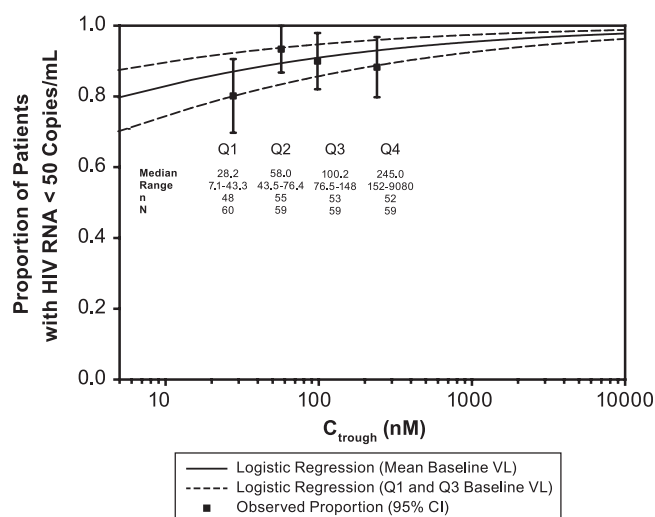 Proportion of Patients
with HIV RNA < 50 Copies/mL
1.0
0.8
0.6
0.4
0.2
0.0
Q1 Q2 Q3 Q4
Median 28.2 58.0 100.2 245.0
Range 7.1-43.3 43.5-76.4 76.5-148 152-9080
n 48 55 53 52
N 60 59 59 59
10 100 1000 10000
Ctrough (nM)
Logistic Regression (Mean Baseline VL)
Logistic Regression (Q1 and Q3 Baseline VL)
Observed Proportion (95% CI)